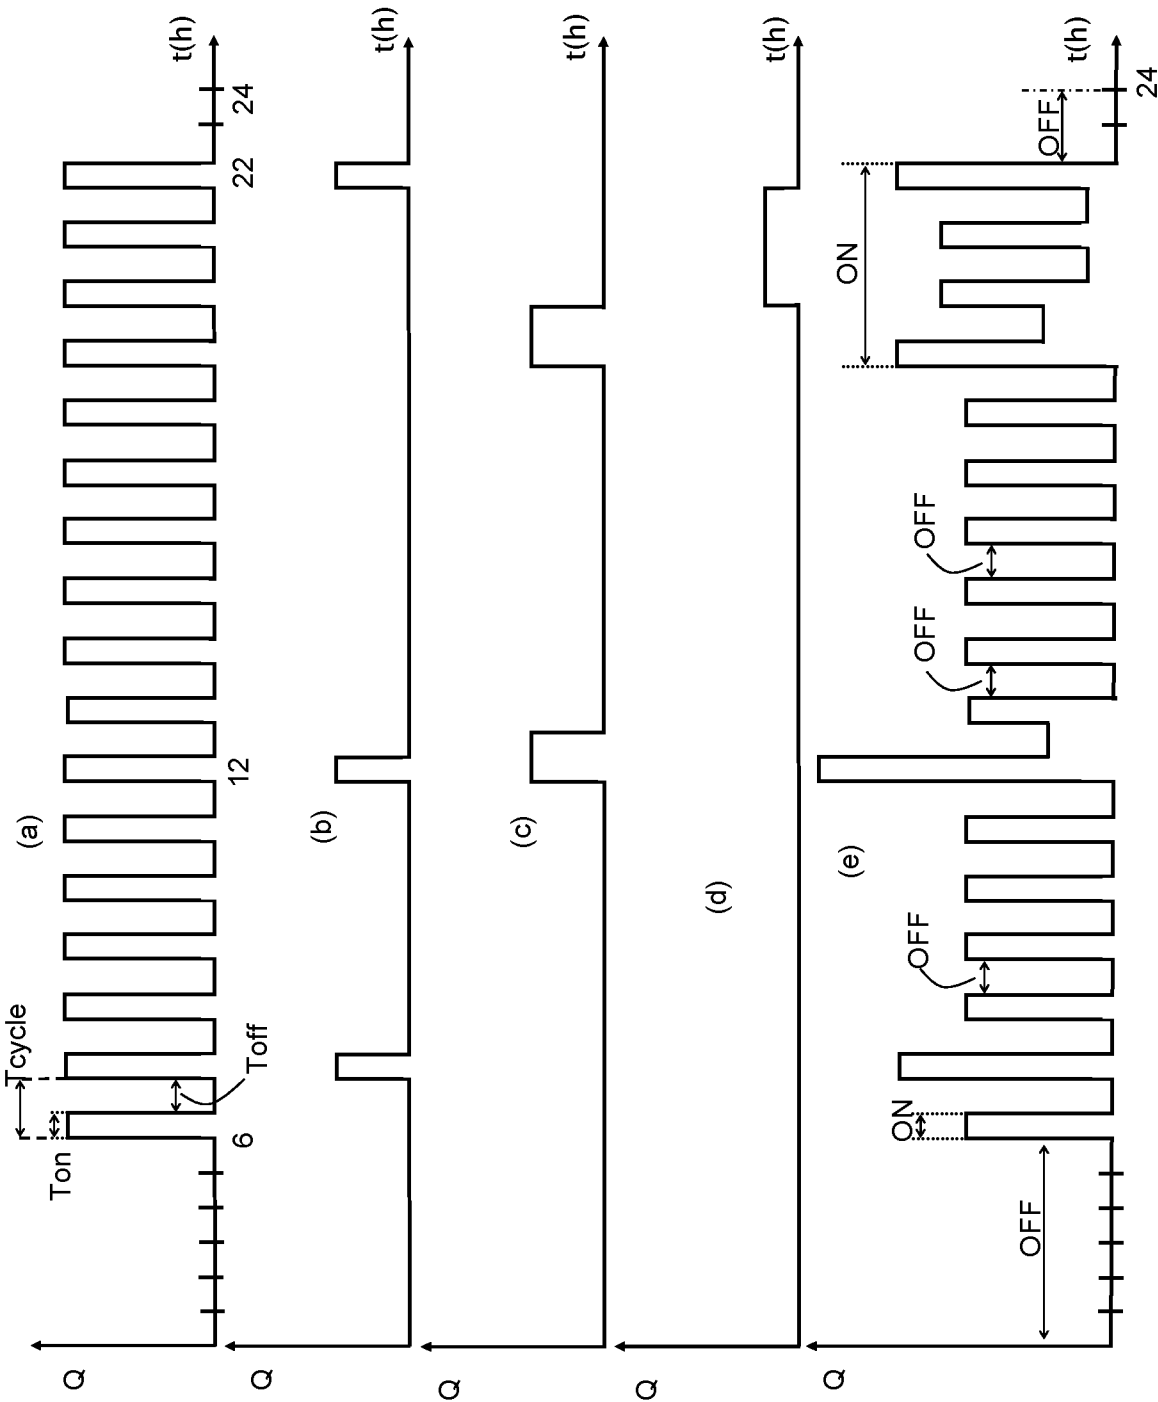 Tcycle
Ton
Toff
(a)
Q
6
12
22
24
t(h)
(b)
Q
t(h)
(c)
Q
t(h)
(d)
Q
t(h)
(e)
Q
OFF
ON
OFF
OFF
OFF
ON
OFF
24
t(h)